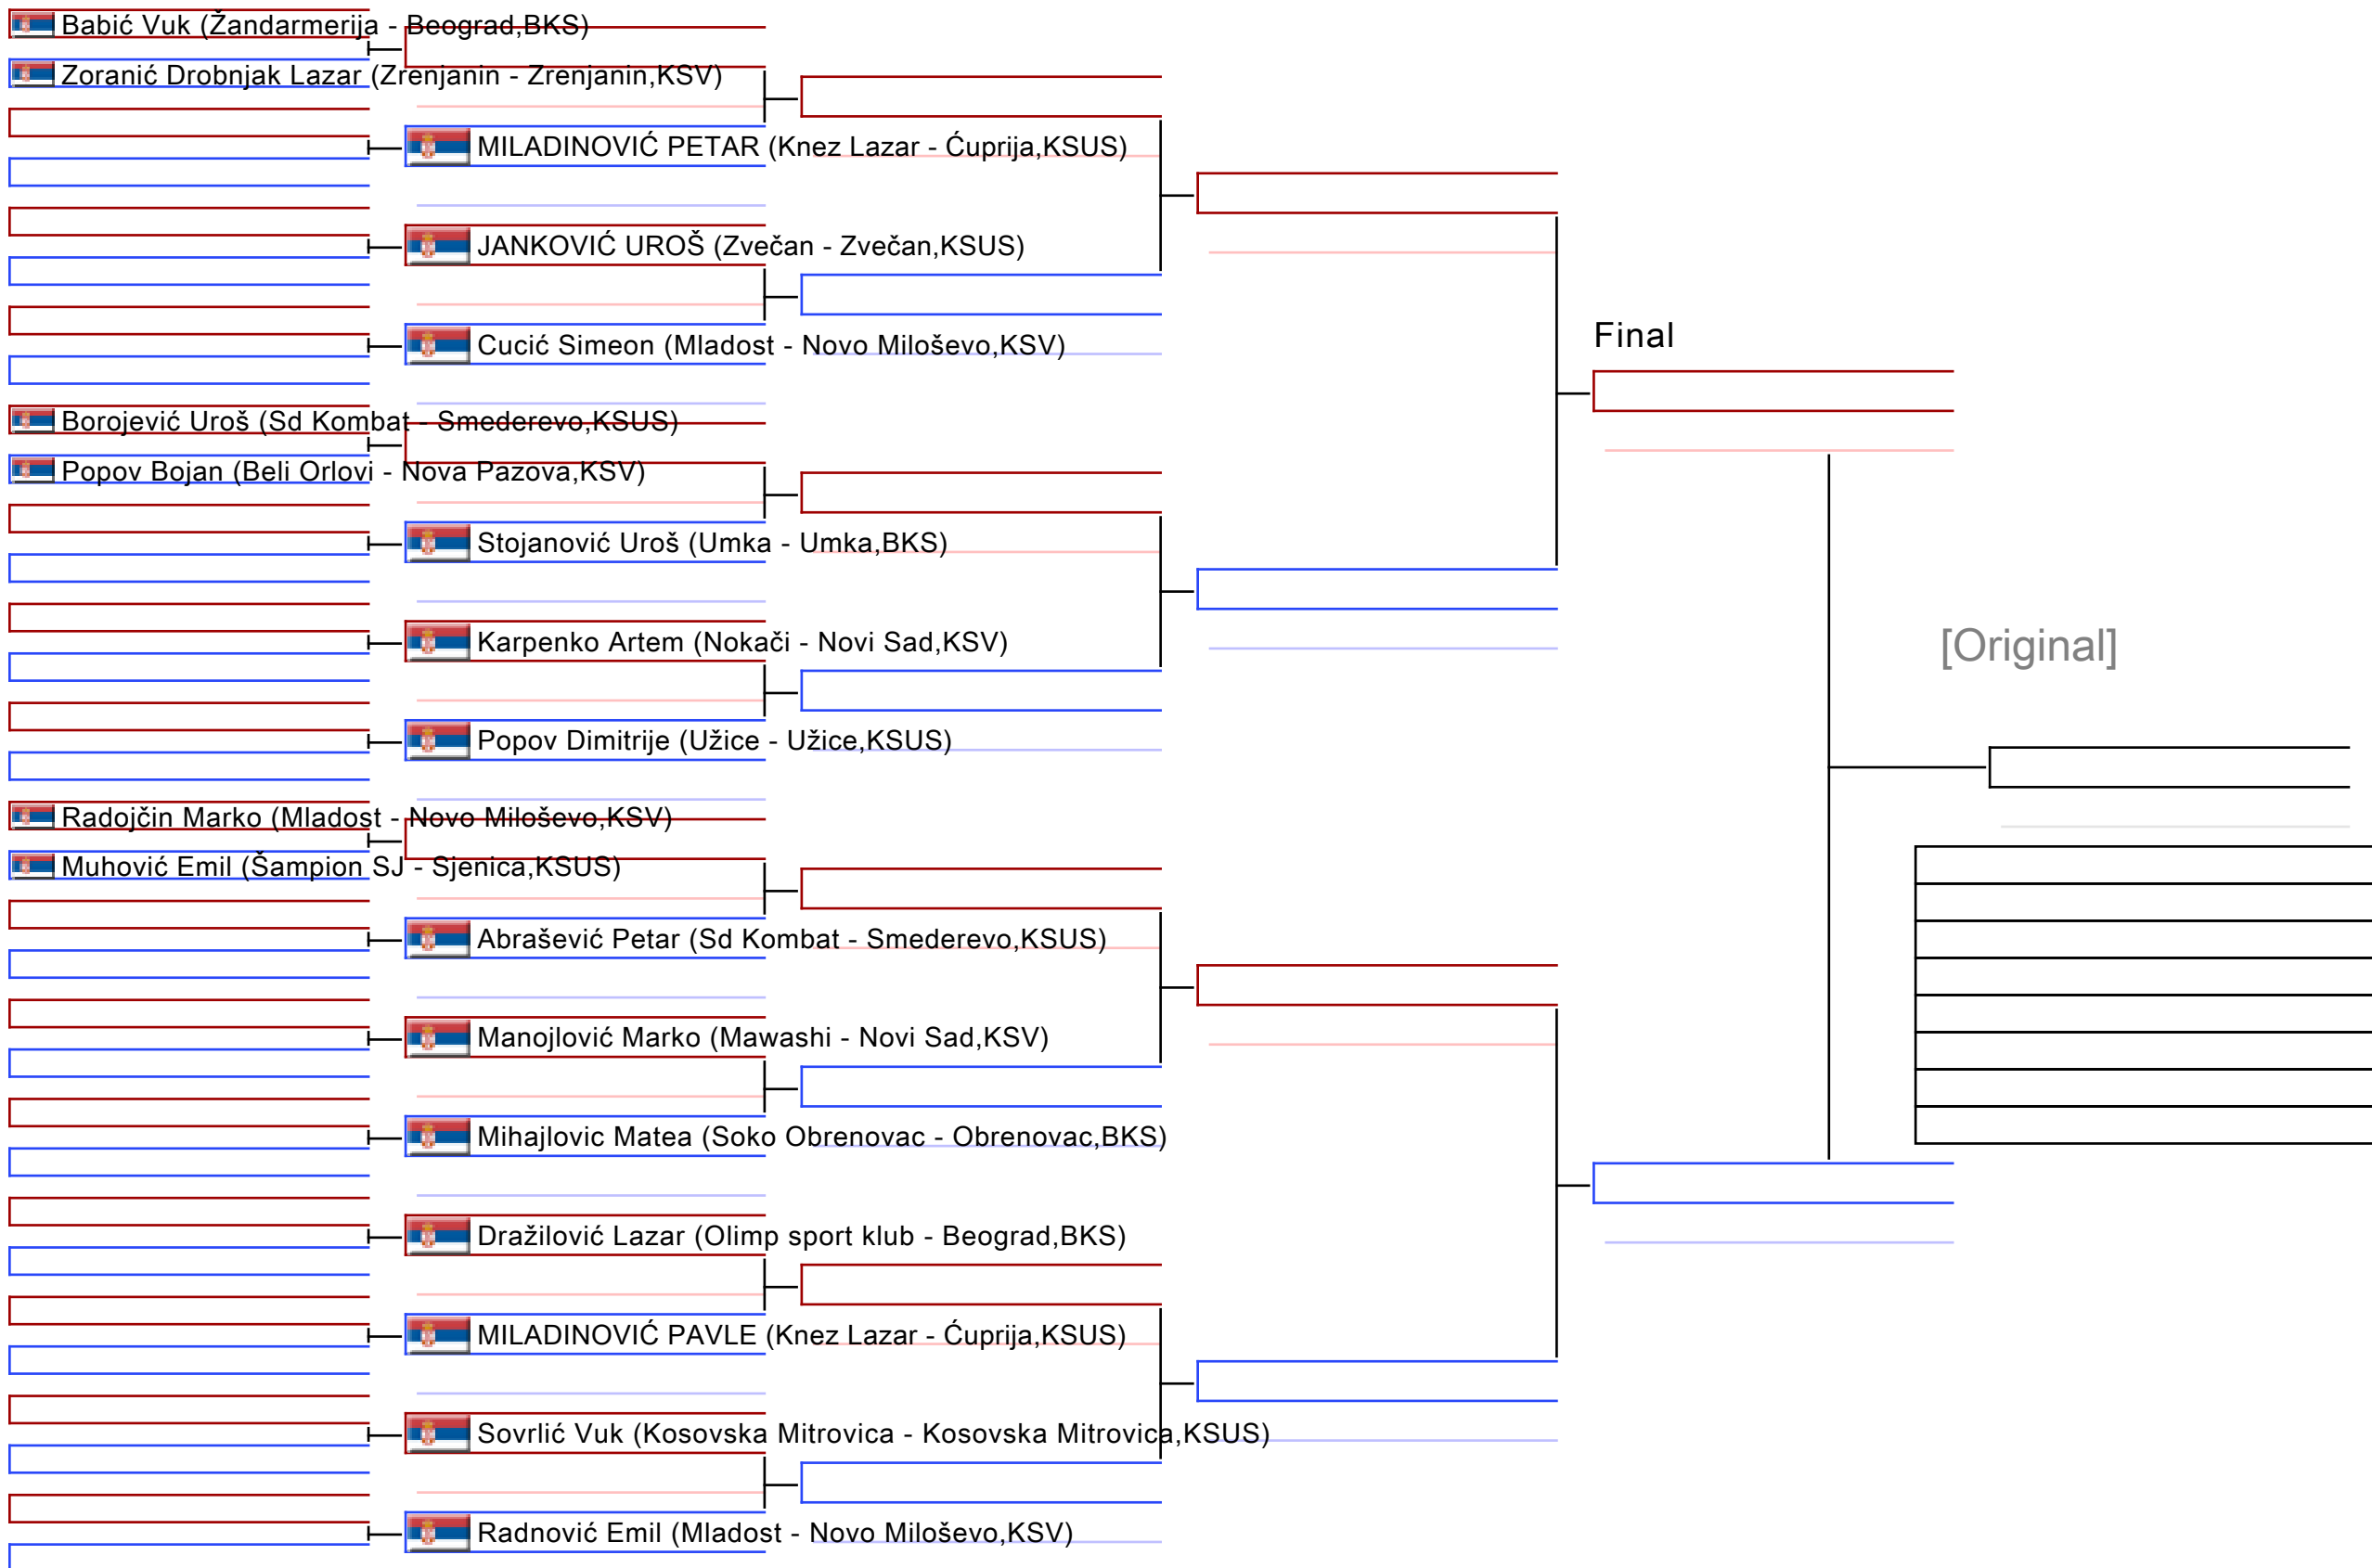 Babić Vuk (Žandarmerija - Beograd,BKS)
Zoranić Drobnjak Lazar (Zrenjanin - Zrenjanin,KSV)
MILADINOVIĆ PETAR (Knez Lazar - Ćuprija,KSUS)
JANKOVIĆ UROŠ (Zvečan - Zvečan,KSUS)
Cucić Simeon (Mladost - Novo Miloševo,KSV)
Final
Borojević Uroš (Sd Kombat - Smederevo,KSUS)
Popov Bojan (Beli Orlovi - Nova Pazova,KSV)
Stojanović Uroš (Umka - Umka,BKS)
Karpenko Artem (Nokači - Novi Sad,KSV)
[Original]
Popov Dimitrije (Užice - Užice,KSUS)
Radojčin Marko (Mladost - Novo Miloševo,KSV)
Muhović Emil (Šampion SJ - Sjenica,KSUS)
Abrašević Petar (Sd Kombat - Smederevo,KSUS)
Manojlović Marko (Mawashi - Novi Sad,KSV)
Mihajlovic Matea (Soko Obrenovac - Obrenovac,BKS)
Dražilović Lazar (Olimp sport klub - Beograd,BKS)
MILADINOVIĆ PAVLE (Knez Lazar - Ćuprija,KSUS)
Sovrlić Vuk (Kosovska Mitrovica - Kosovska Mitrovica,KSUS)
Radnović Emil (Mladost - Novo Miloševo,KSV)